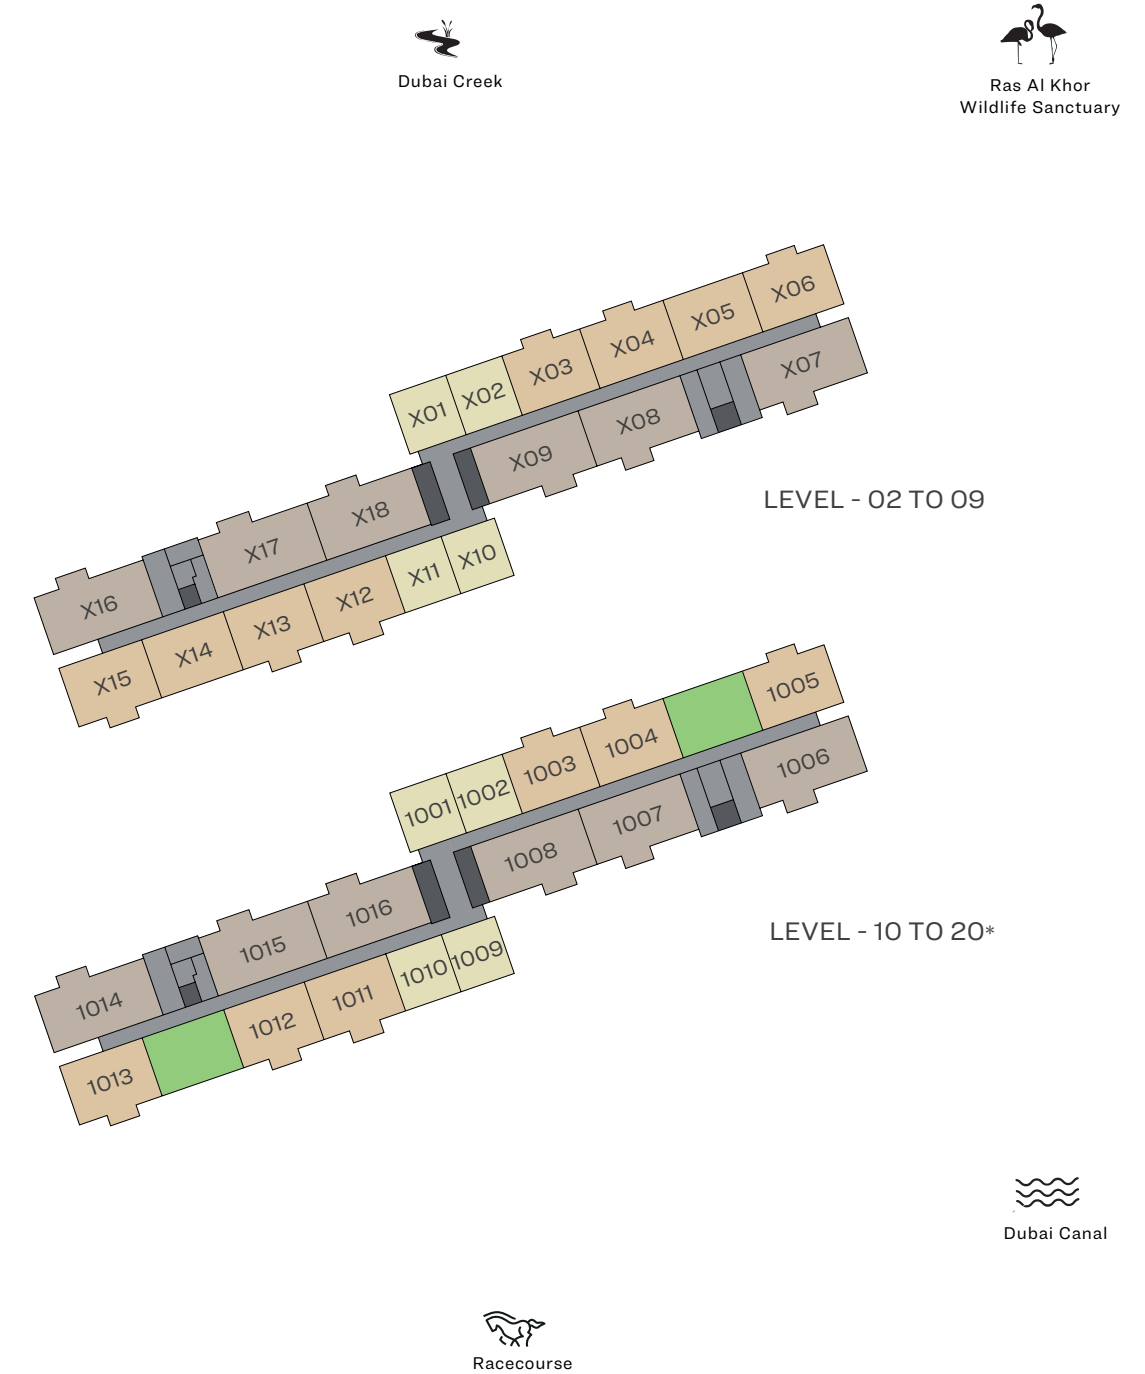 Dubai Creek
Ras Al Khor
Wildlife Sanctuary
X06
X05
X04
X03
X02
X01
X07
X08
X09
LEVEL - 02 TO 09
X18
X17
X16
X10
X11
X12
X13
X14
X15
1005
1004
1003
1002
1001
1006
1007
1008
LEVEL - 10 TO 20*
1016
1015
1014
1009
1010
1011
1012
1013
Dubai Canal
Racecourse